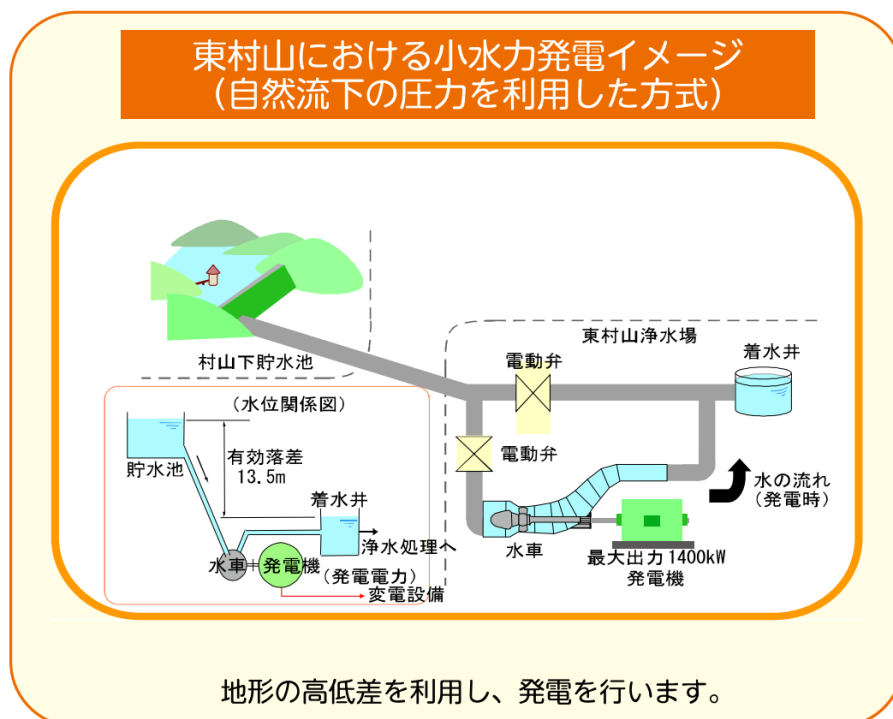 東村山における小水力発電イメージ
（自然流下の圧力を利用した方式）
村山下貯水池
東村山浄水場
着水井
電動弁
電動弁
水の流れ
（発電時）
水車
最大出力1400kW
発電機
（水位関係図）
貯水池
有効落差
13.5m
着水井
浄水処理へ
水車
発電機
（発電電力）
変電設備
地形の高低差を利用し、発電を行います。